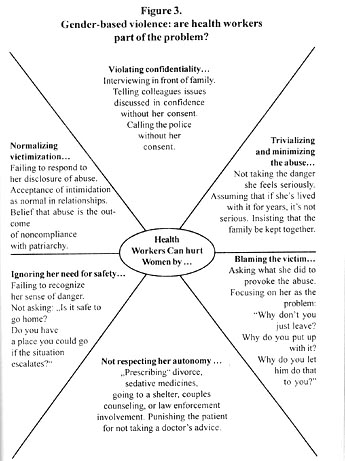 Figure 3.
Gender-based violence: are health workers
part of the problem?
Violating confidentiality...
Interviewing in front of family.
Telling colleagues issues
discussed in confidence
without her consent.
Calling the police
without her
consent.
Normalizing
victimization...
Failing to respond to
her disclosure of abuse.
Acceptance of intimidation
as normal in relationships.
Belief that abuse is the out-
come
of noncompliance
with patriarchy.
Trivializing
and minimizing
the abuse...
Not taking the danger
she feels seriously.
Assuming that if she's lived
with it for years, it's not
serious. Insisting that the
family be kept together.
Health
Workers Can hurt
Women by ...
Ignoring her need for safety...
Failing to recognize
her sense of danger.
Not asking: „Is it safe to
go home?
Do you have
a place you could go
if the situation
escalates?"
Blaming the victim...
Asking what she did to
provoke the abuse.
Focusing on her as the
problem:
"Why don't you
just leave?
Why do you put up
with it?
Why do you let
him do that
to you?"
Not respecting her autonomy ...
„Prescribing" divorce,
sedative medicines,
going to a shelter, couples
counseling, or law enforcement
involvement. Punishing the patient
for not taking a doctor's advice.